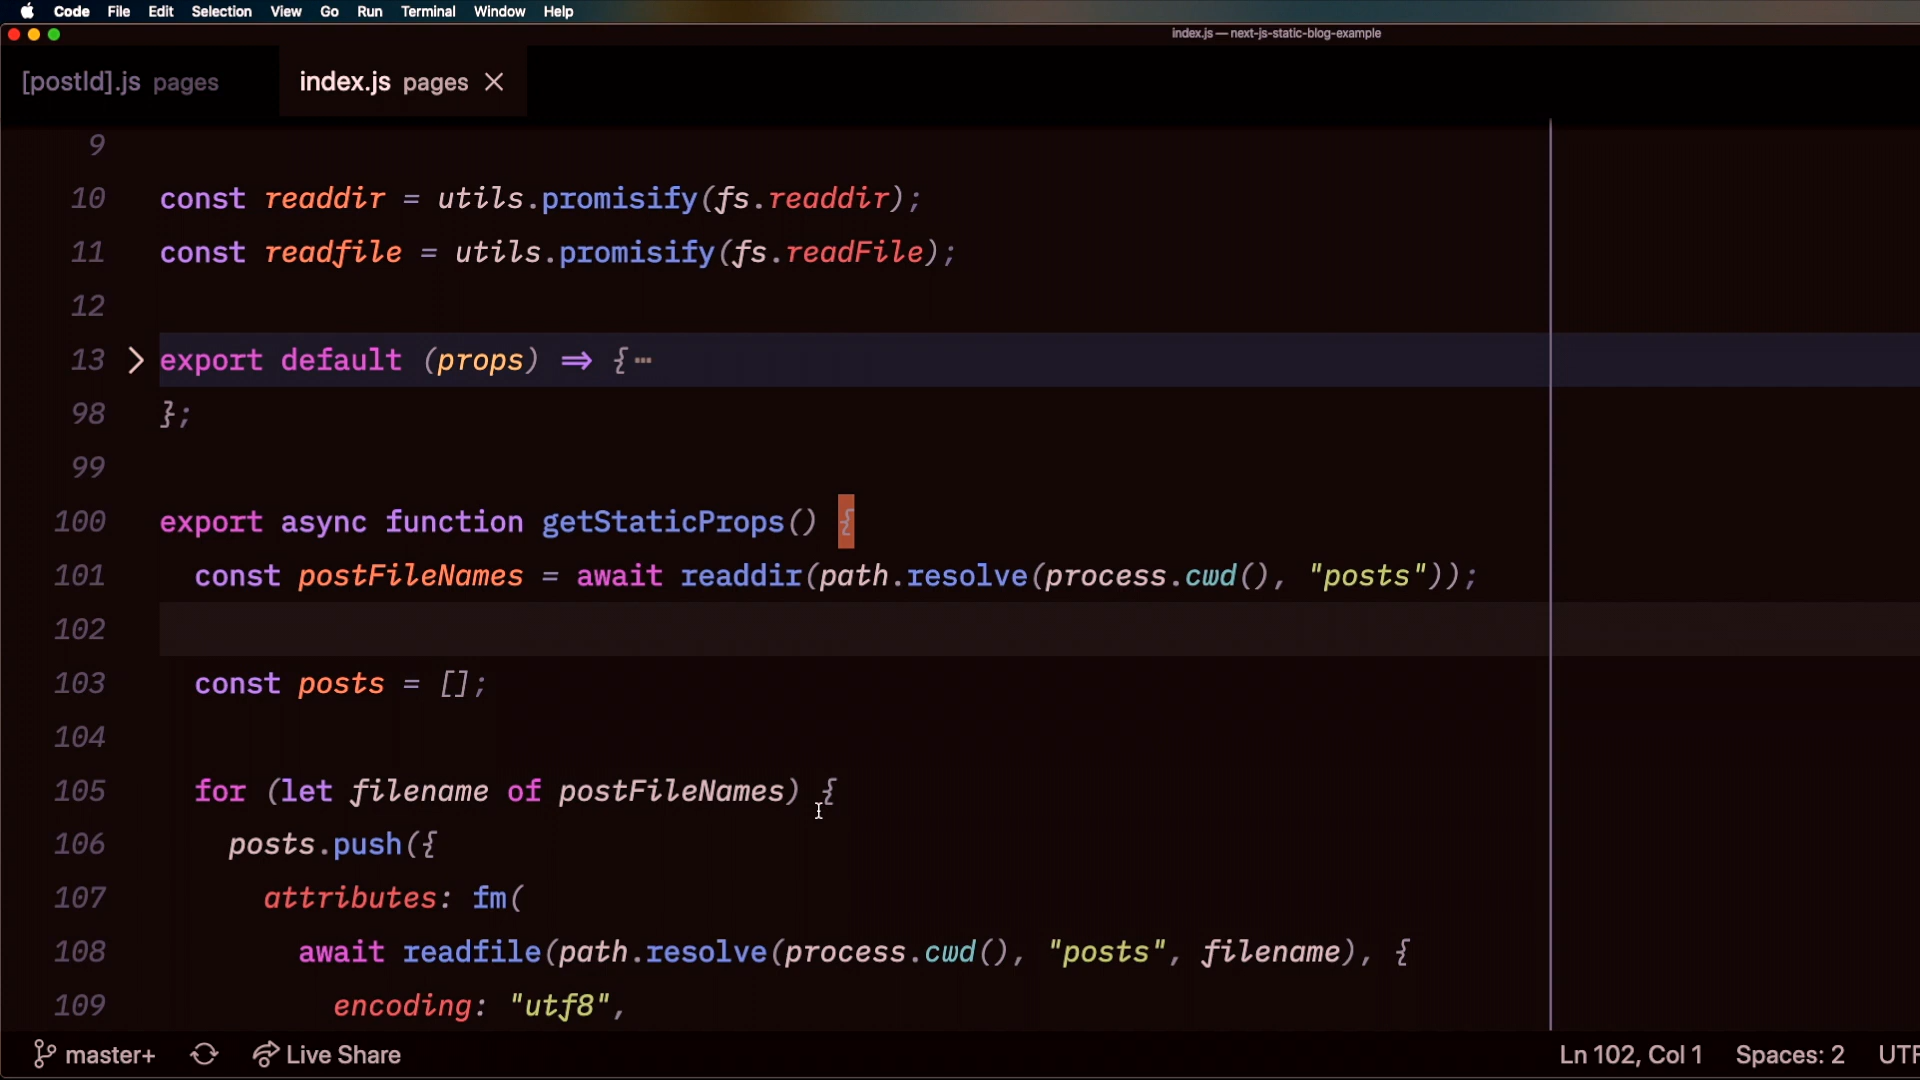 Code File Edit Selection View Go Run Terminal Window Help
index.js — next-js-static-blog-example
[postId].js pages index.js pages
9
10 const readdir = utils.promisify(fs.readdir);
11 const readfile = utils.promisify(fs.readFile);
12
13 export default (props) => {…
98 };
99
100 export async function getStaticProps() {
101 const postFileNames = await readdir(path.resolve(process.cwd(), "posts"));
102
103 const posts = [];
104
105 for (let filename of postFileNames) {
106 posts.push({
107 attributes: fm(
108 await readfile(path.resolve(process.cwd(), "posts", filename), {
109 encoding: "utf8",
master+ Live Share Ln 102, Col 1 Spaces: 2 UTF